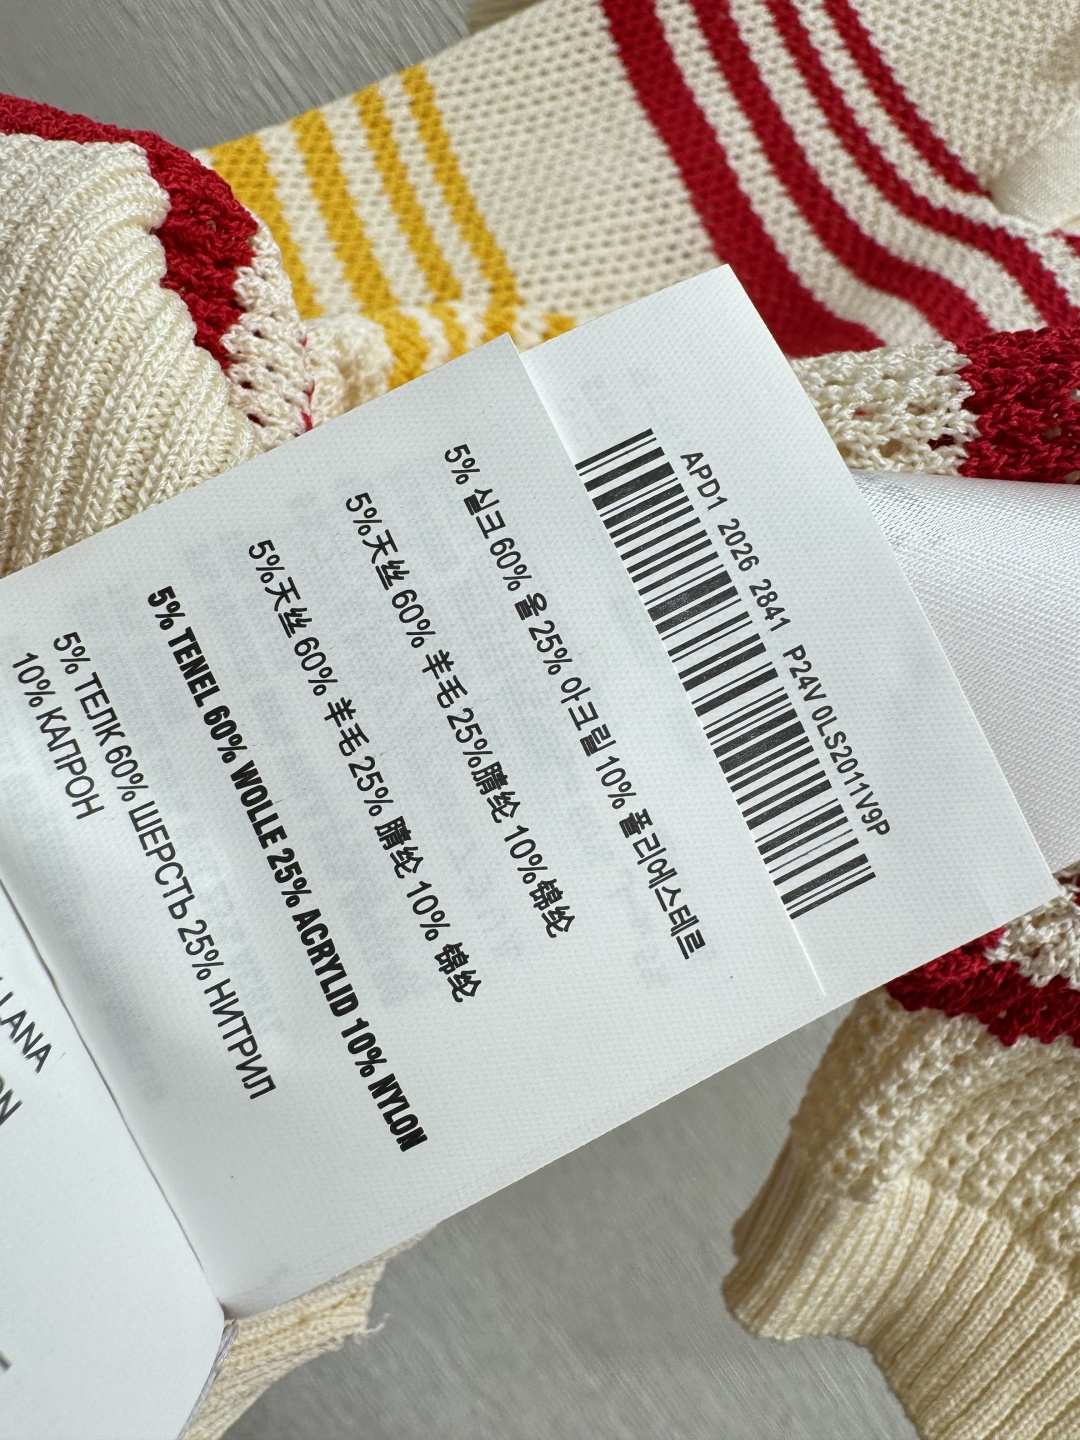 APD1 2026 2841 P24V 0LS2011V9P
5% 실크 60% 울 25% 아크릴 10% 폴리에스테르
5%天丝 60% 羊毛 25%腈纶 10%锦纶
5%天丝 60% 羊毛 25% 腈纶 10% 锦纶
5% TENEL 60% WOLLE 25% ACRYLID 10% NYLON
5% ТЕЛК 60% ШЕРСТЬ 25% НИТРИЛ
10% КАПРОН
LANA